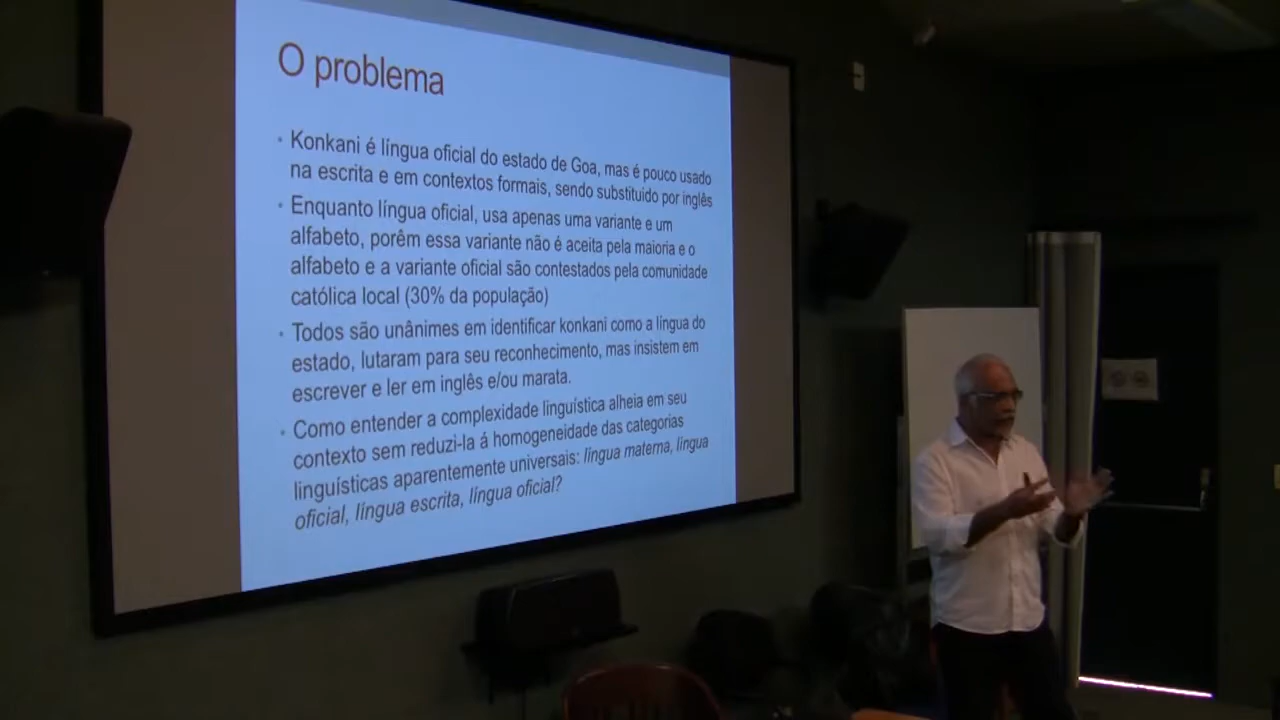 O problema
• Konkani é língua oficial do estado de Goa, mas é pouco usado
na escrita e em contextos formais, sendo substituido por inglês
• Enquanto língua oficial, usa apenas uma variante e um
alfabeto, porêm essa variante não é aceita pela maioria e o
alfabeto e a variante oficial são contestados pela comunidade
católica local (30% da população)
• Todos são unânimes em identificar konkani como a língua do
estado, lutaram para seu reconhecimento, mas insistem em
escrever e ler em inglês e/ou marata.
• Como entender a complexidade linguística alheia em seu
contexto sem reduzi-la á homogeneidade das categorias
linguísticas aparentemente universais: língua materna, língua
oficial, língua escrita, língua oficial?